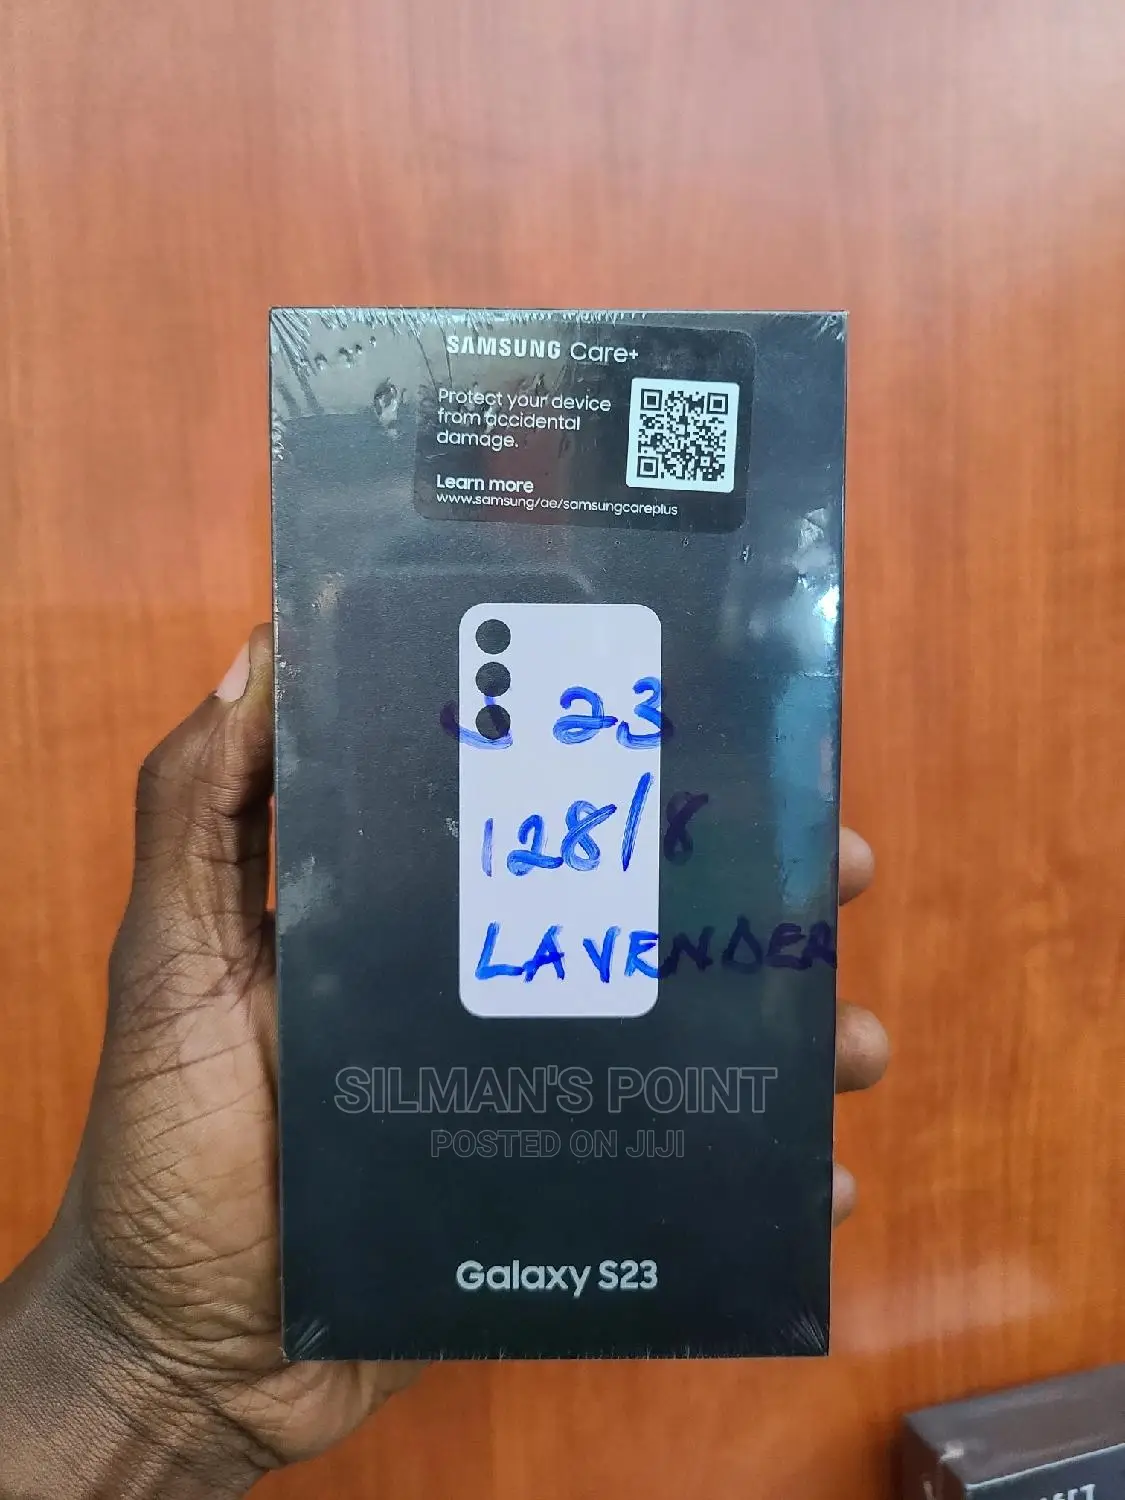 SAMSUNG Care+
Protect your device
from accidental
damage.
Learn more
www.samsung/ae/samsungcareplus
S 23
128/8
LAVENDER
SILMAN'S POINT
POSTED ON JIJI
Galaxy S23